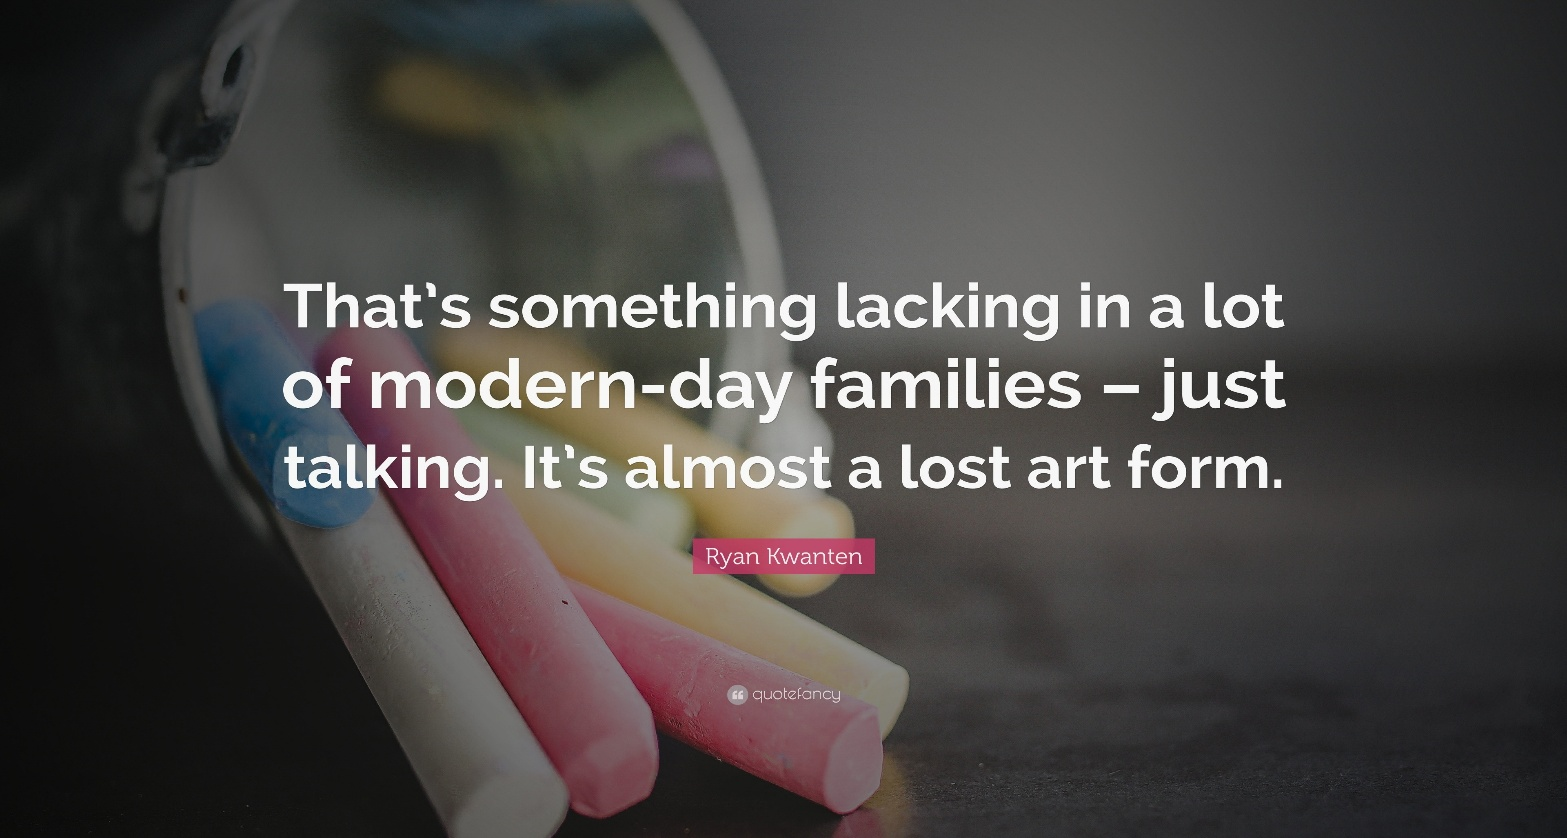 That’s something lacking in a lot
of modern-day families – just
talking. It’s almost a lost art form.
Ryan Kwanten
quotefancy